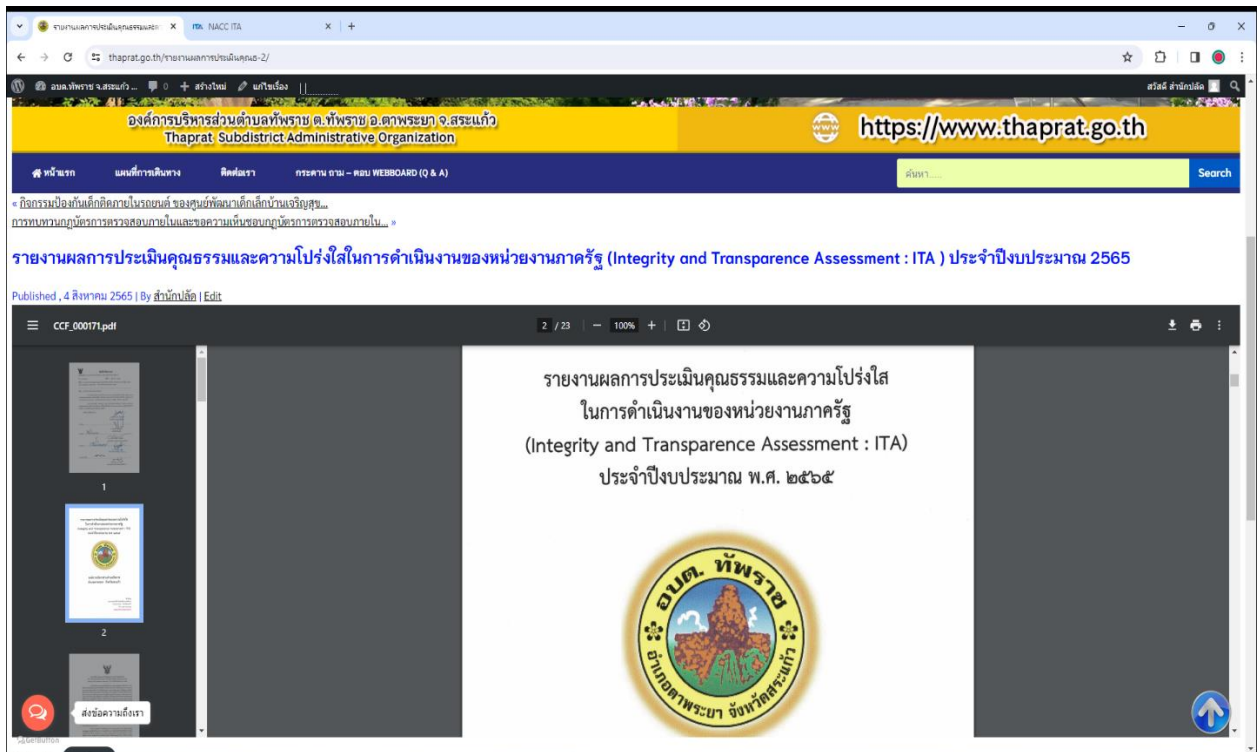 รายงานผลการประเมินคุณธรรมและคว
NACC ITA
thaprat.go.th/รายงานผลการประเมินคุณธ-2/
อบต.ทัพราช จ.สระแก้ว ... 0 สร้างใหม่ แก้ไขเรื่อง
สวัสดี สำนักปลัด
องค์การบริหารส่วนตำบลทัพราช ต.ทัพราช อ.ตาพระยา จ.สระแก้ว
Thaprat Subdistrict Administrative Organization
https://www.thaprat.go.th
หน้าแรก แผนที่การเดินทาง ติดต่อเรา กระดาน ถาม – ตอบ WEBBOARD (Q & A)
ค้นหา...... Search
« กิจกรรมป้องกันเด็กติดภายในรถยนต์ ของศูนย์พัฒนาเด็กเล็กบ้านเจริญสุข...
การทบทวนกฎบัตรการตรวจสอบภายในและขอความเห็นชอบกฎบัตรการตรวจสอบภายใน... »
รายงานผลการประเมินคุณธรรมและความโปร่งใสในการดำเนินงานของหน่วยงานภาครัฐ (Integrity and Transparence Assessment : ITA ) ประจำปีงบประมาณ 2565
Published , 4 สิงหาคม 2565 | By สำนักปลัด | Edit
CCF_000171.pdf
2 / 23 | − 100% + |
รายงานผลการประเมินคุณธรรมและความโปร่งใส
ในการดำเนินงานของหน่วยงานภาครัฐ
(Integrity and Transparence Assessment : ITA)
ประจำปีงบประมาณ พ.ศ. ๒๕๖๕
อบต. ทัพราช
อำเภอตาพระยา จังหวัดสระแก้ว
1
2
ส่งข้อความถึงเรา
GetButton